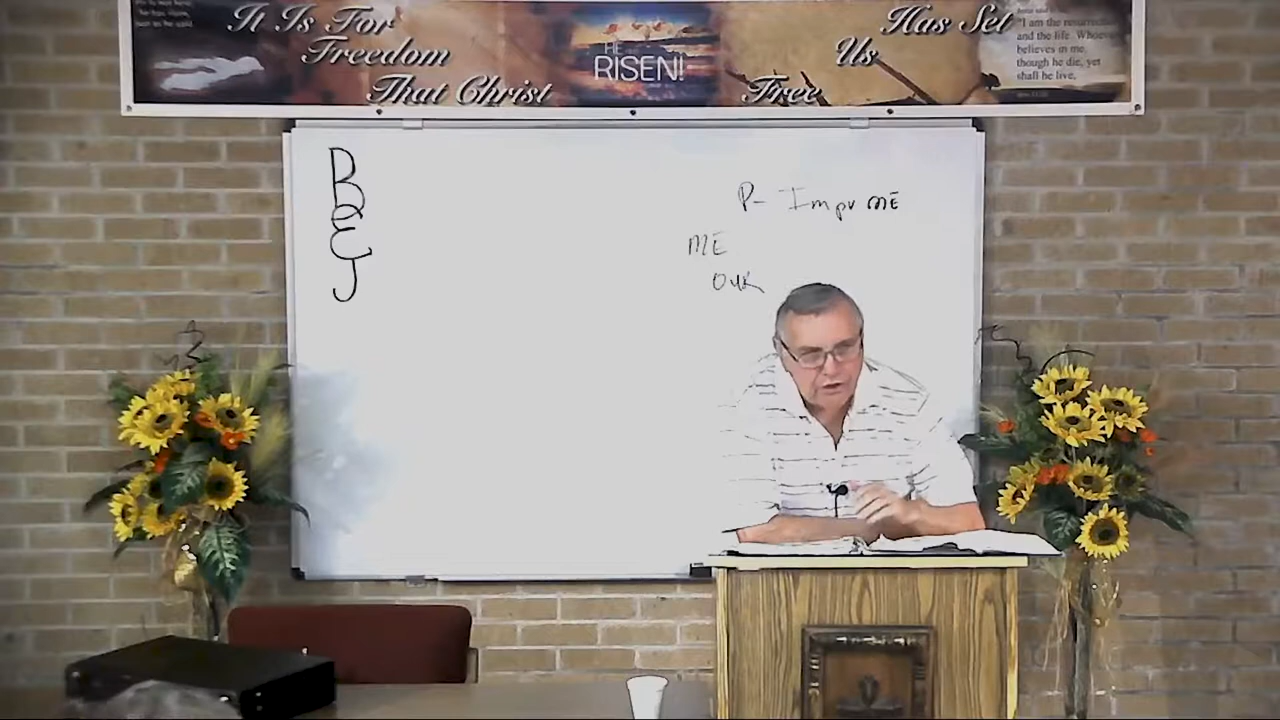 It Is For
Freedom
That Christ
HE
RISEN!
Has Set
Us
Free
"I am the resurrection
and the life. Whoever
believes in me,
though he die, yet
shall he live,
B
E
J
P- Impv ME
ME
OUR